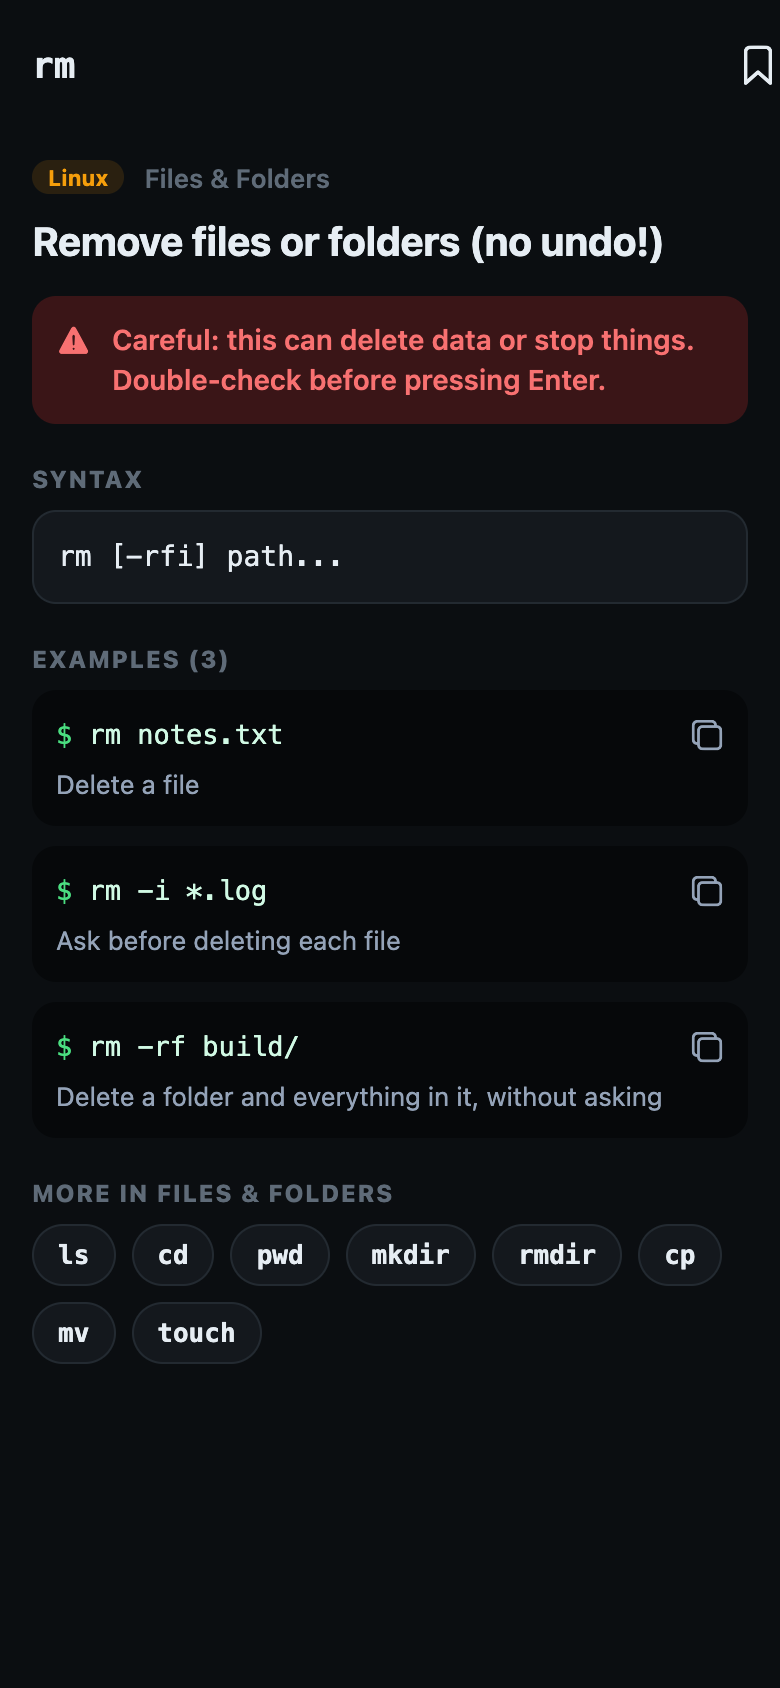 rm
Linux Files & Folders
Remove files or folders (no undo!)
Careful: this can delete data or stop things.
Double-check before pressing Enter.
SYNTAX
rm [-rfi] path...
EXAMPLES (3)
$ rm notes.txt
Delete a file
$ rm -i *.log
Ask before deleting each file
$ rm -rf build/
Delete a folder and everything in it, without asking
MORE IN FILES & FOLDERS
ls cd pwd mkdir rmdir cp
mv touch